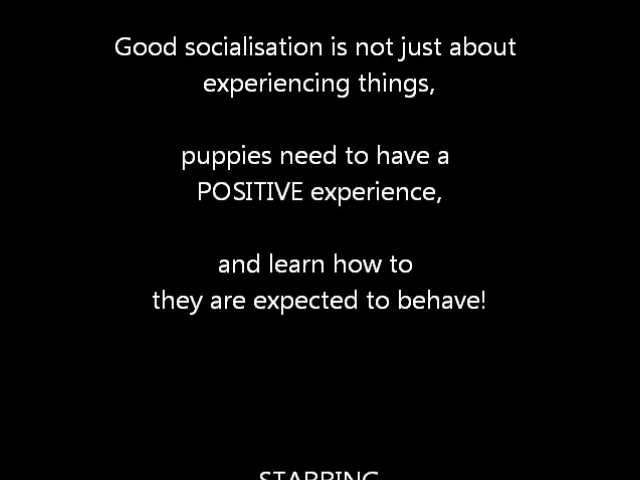 Good socialisation is not just about
experiencing things,
puppies need to have a
POSITIVE experience,
and learn how to
they are expected to behave!
STARRING